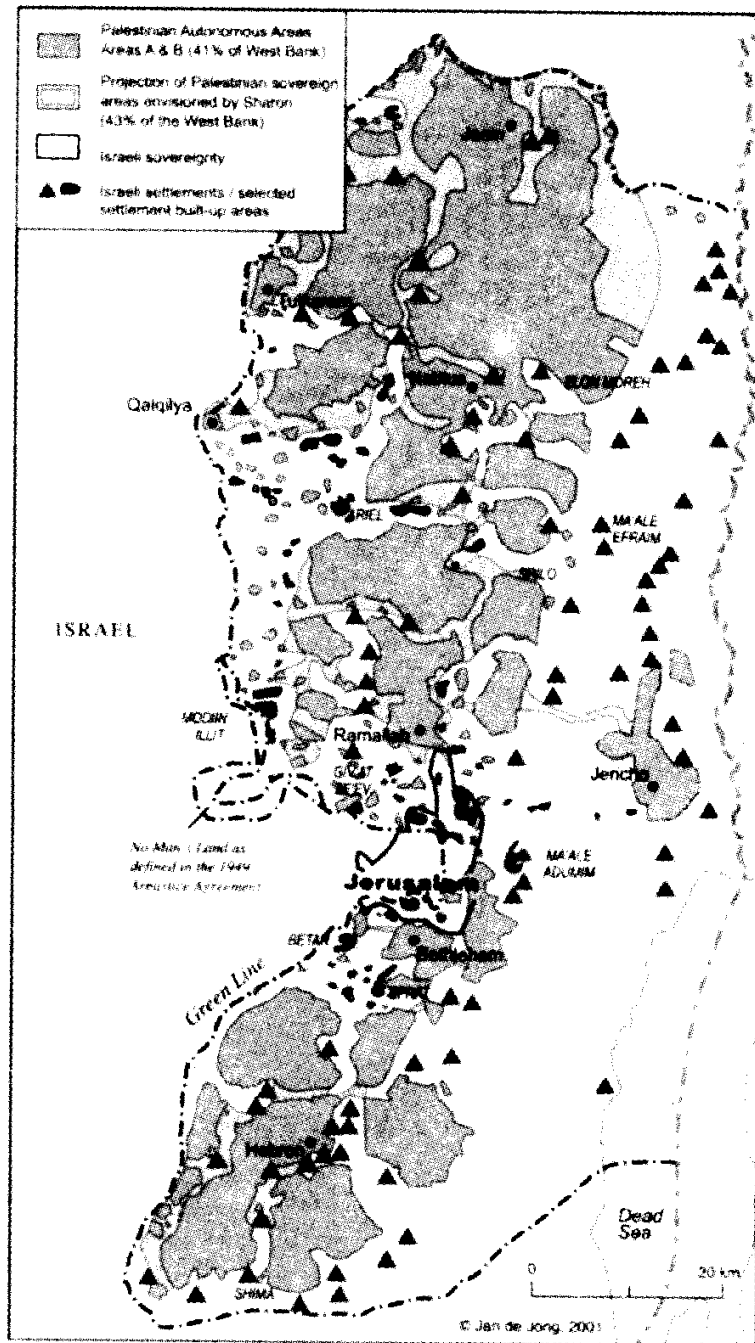 Palestinian Autonomous Areas
Areas A & B (41% of West Bank)
Projection of Palestinian sovereign
areas envisioned by Sharon
(43% of the West Bank)
Israeli sovereignty
Israeli settlements / selected
settlement built-up areas
Jenin
Tulkarem
Nablus
ELON MOREH
Qalqilya
ARIEL
MA'ALE
EFRAIM
SHILO
ISRAEL
MODIIN
ILLIT
Ramallah
GIV'AT
ZEEV
Jericho
No Man's Land as
defined in the 1949
Armistice Agreement
MA'ALE
ADUMIM
Jerusalem
BETAR
Bethlehem
Green Line
Hebron
Dead
Sea
0 20 km
SHIMA
© Jan de Jong, 2001